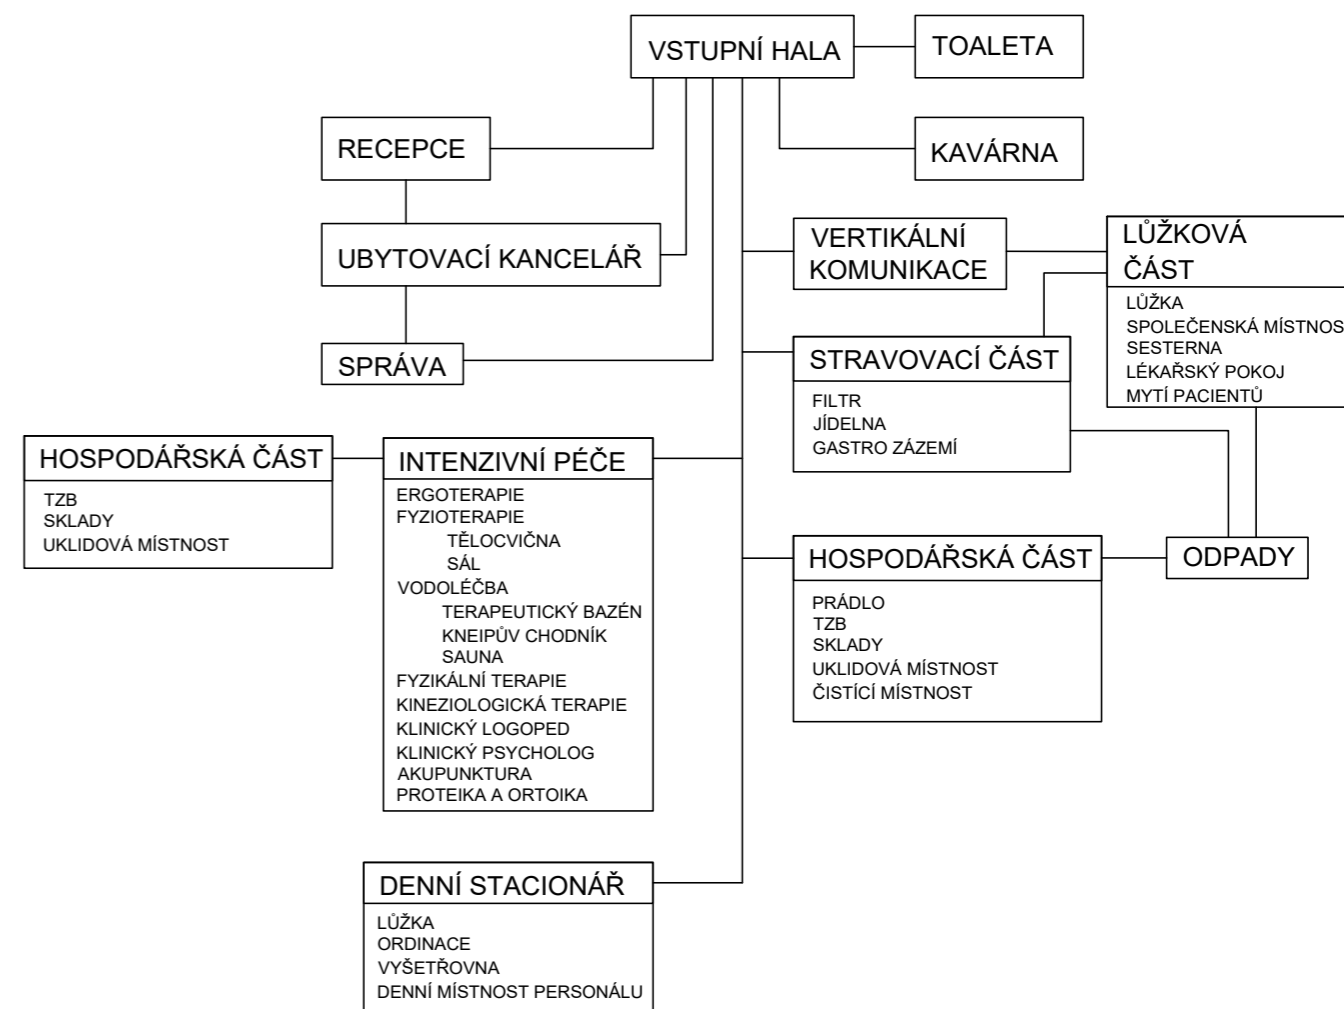 VSTUPNÍ HALA
TOALETA
RECEPCE
KAVÁRNA
UBYTOVACÍ KANCELÁŘ
VERTIKÁLNÍ
KOMUNIKACE
LŮŽKOVÁ
ČÁST
LŮŽKA
SPOLEČENSKÁ MÍSTNOS
SESTERNA
LÉKAŘSKÝ POKOJ
MYTÍ PACIENTŮ
SPRÁVA
STRAVOVACÍ ČÁST
FILTR
JÍDELNA
GASTRO ZÁZEMÍ
HOSPODÁŘSKÁ ČÁST
TZB
SKLADY
UKLIDOVÁ MÍSTNOST
INTENZIVNÍ PÉČE
ERGOTERAPIE
FYZIOTERAPIE
TĚLOCVIČNA
SÁL
VODOLÉČBA
TERAPEUTICKÝ BAZÉN
KNEIPŮV CHODNÍK
SAUNA
FYZIKÁLNÍ TERAPIE
KINEZIOLOGICKÁ TERAPIE
KLINICKÝ LOGOPED
KLINICKÝ PSYCHOLOG
AKUPUNKTURA
PROTEIKA A ORTOIKA
HOSPODÁŘSKÁ ČÁST
PRÁDLO
TZB
SKLADY
UKLIDOVÁ MÍSTNOST
ČISTÍCÍ MÍSTNOST
ODPADY
DENNÍ STACIONÁŘ
LŮŽKA
ORDINACE
VYŠETŘOVNA
DENNÍ MÍSTNOST PERSONÁLU